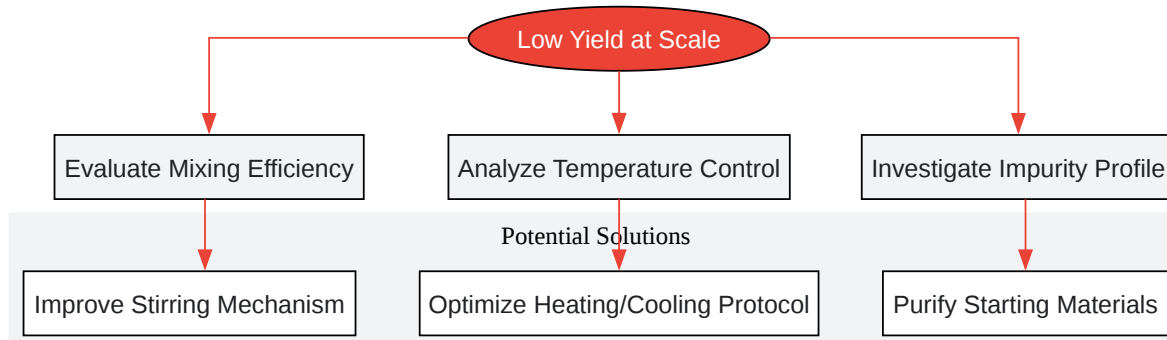 Low Yield at Scale
Evaluate Mixing Efficiency
Analyze Temperature Control
Investigate Impurity Profile
Potential Solutions
Improve Stirring Mechanism
Optimize Heating/Cooling Protocol
Purify Starting Materials